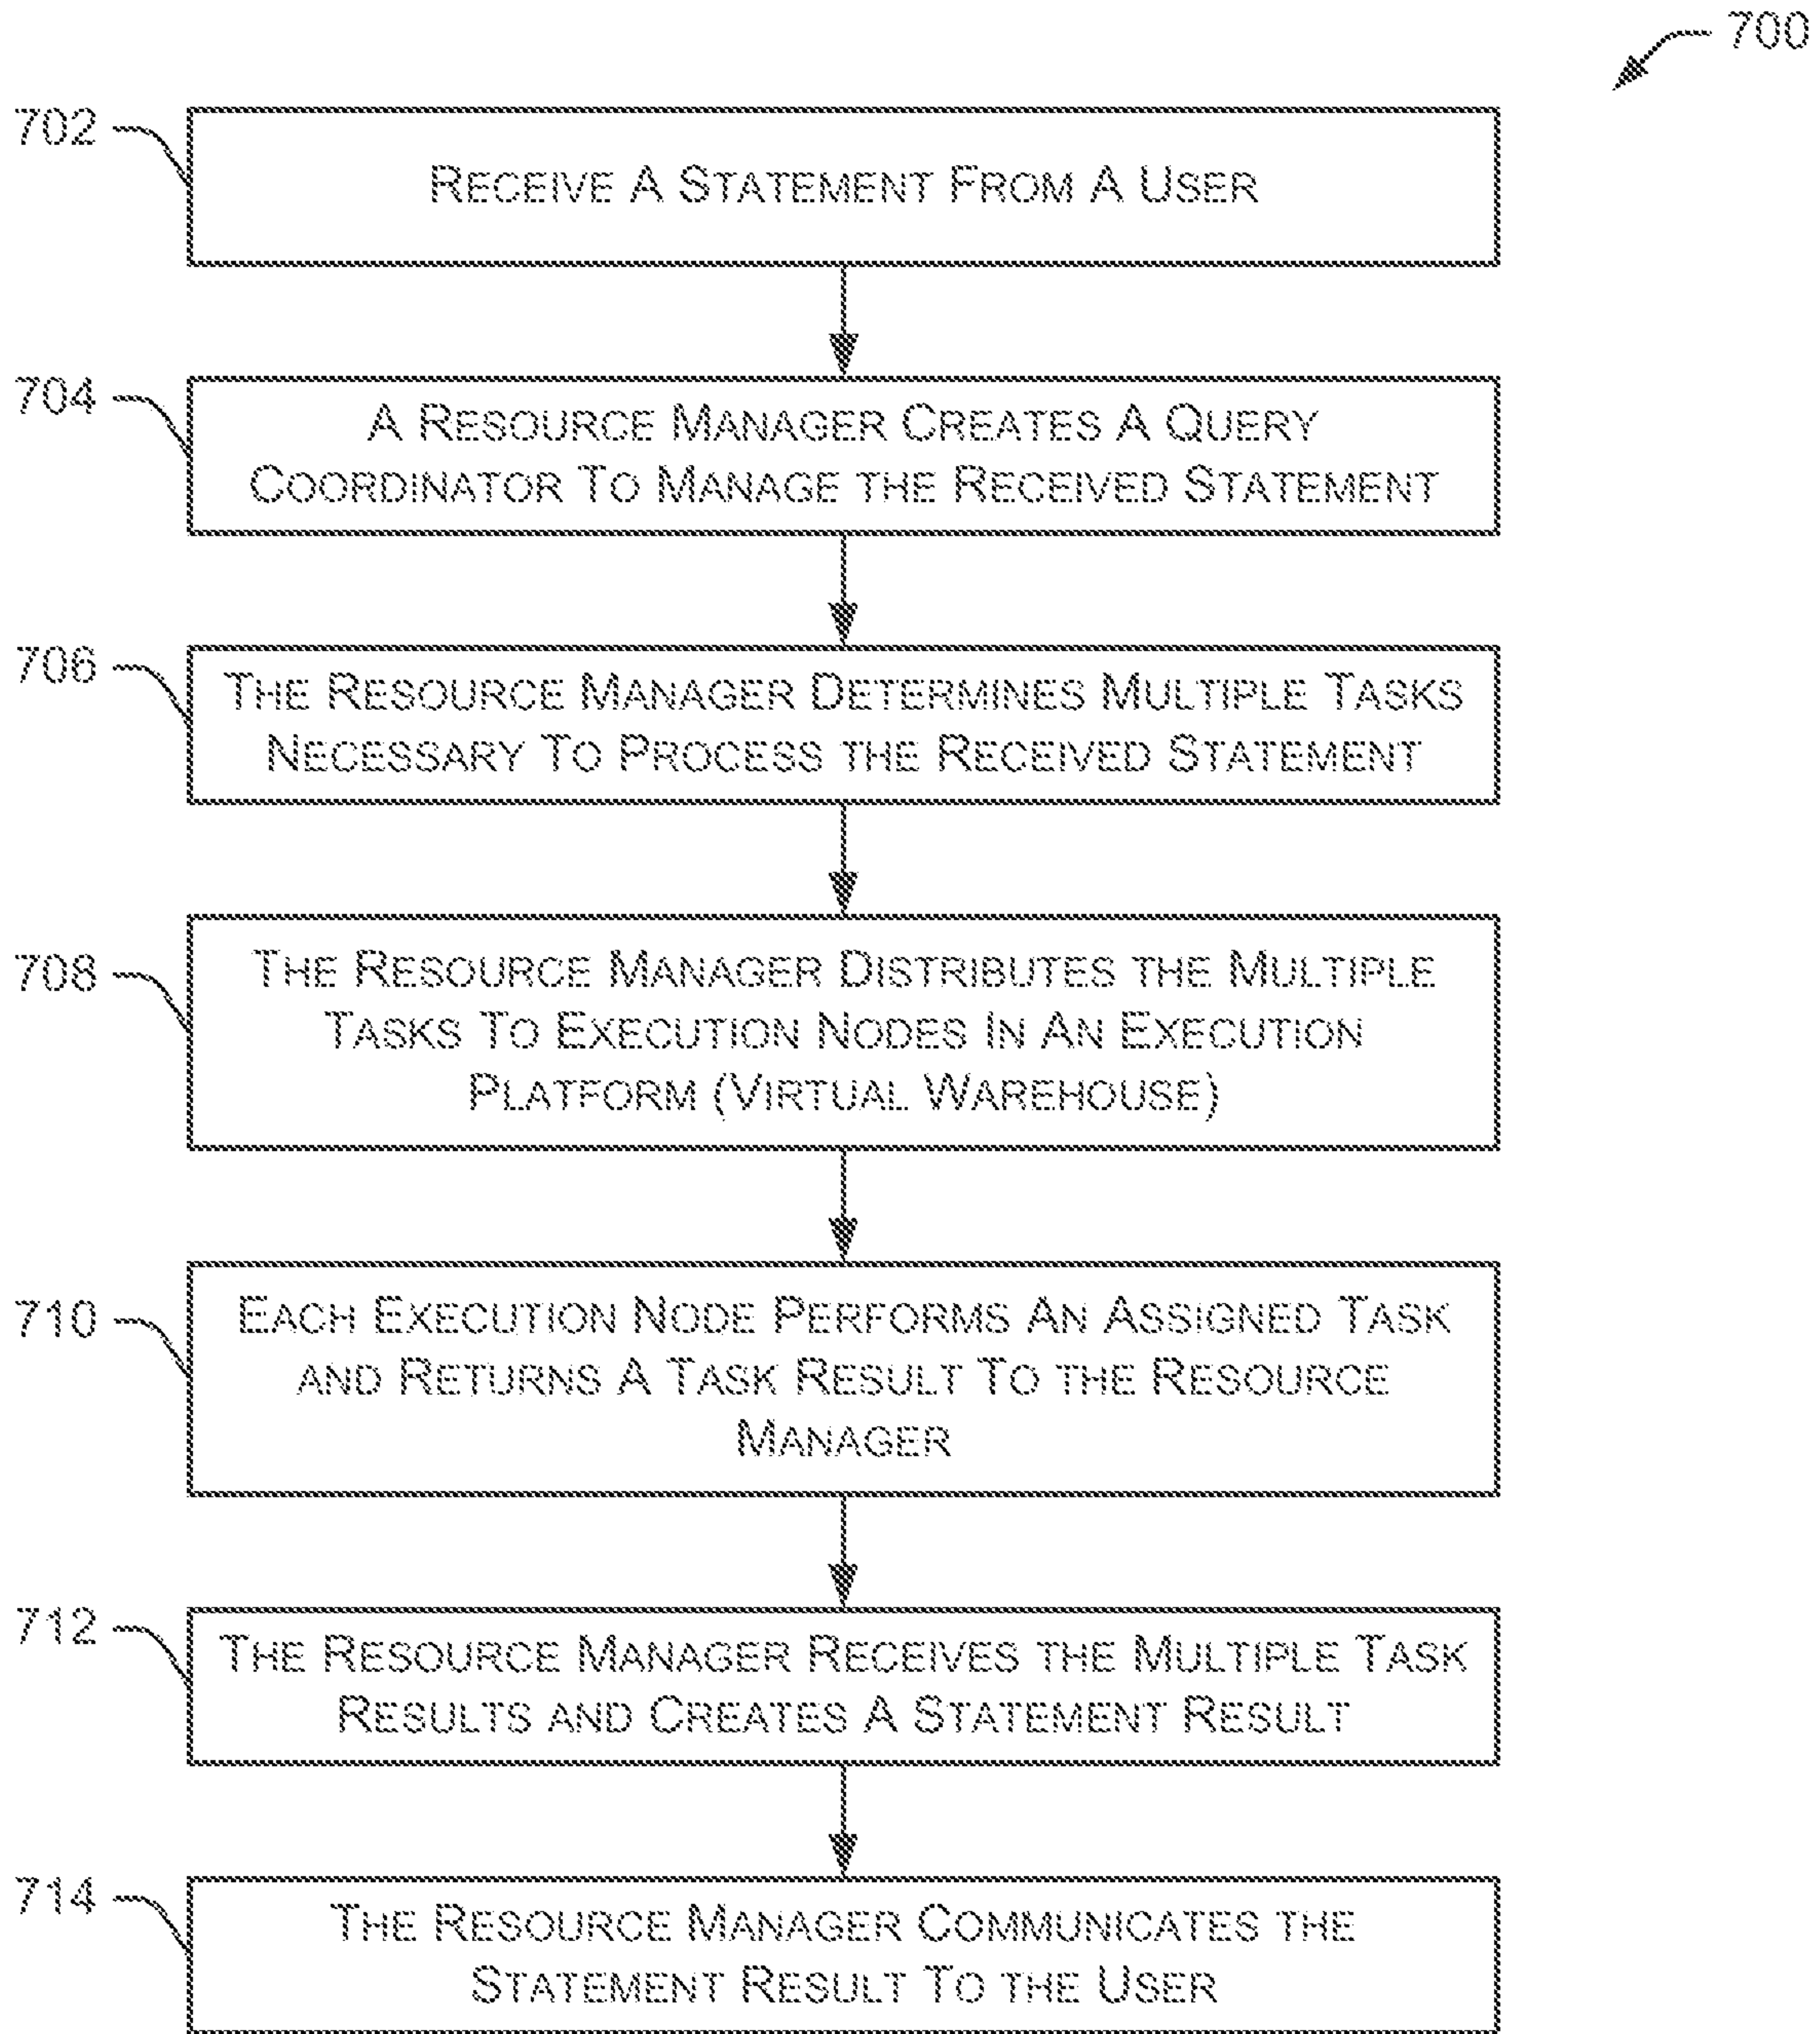 700
702
RECEIVE A STATEMENT FROM A USER
704
A RESOURCE MANAGER CREATES A QUERY
COORDINATOR TO MANAGE THE RECEIVED STATEMENT
706
THE RESOURCE MANAGER DETERMINES MULTIPLE TASKS
NECESSARY TO PROCESS THE RECEIVED STATEMENT
708
THE RESOURCE MANAGER DISTRIBUTES THE MULTIPLE
TASKS TO EXECUTION NODES IN AN EXECUTION
PLATFORM (VIRTUAL WAREHOUSE)
710
EACH EXECUTION NODE PERFORMS AN ASSIGNED TASK
AND RETURNS A TASK RESULT TO THE RESOURCE
MANAGER
712
THE RESOURCE MANAGER RECEIVES THE MULTIPLE TASK
RESULTS AND CREATES A STATEMENT RESULT
714
THE RESOURCE MANAGER COMMUNICATES THE
STATEMENT RESULT TO THE USER